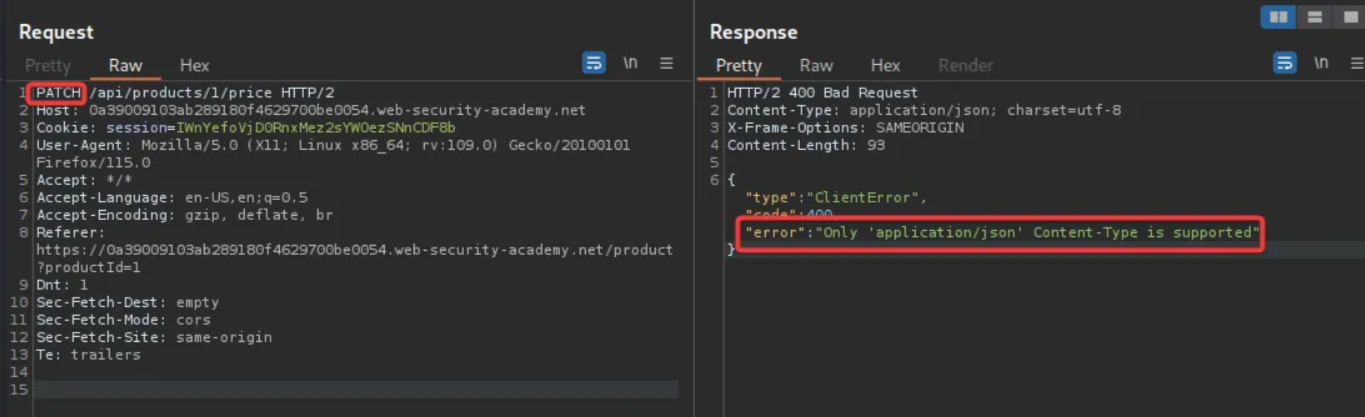 Request
Pretty Raw Hex
\n
1 PATCH /api/products/1/price HTTP/2
2 Host: 0a39009103ab289180f4629700be0054.web-security-academy.net
3 Cookie: session=IWnYefoVjD0RnxMez2sYWOezSNnCDF8b
4 User-Agent: Mozilla/5.0 (X11; Linux x86_64; rv:109.0) Gecko/20100101
Firefox/115.0
5 Accept: */*
6 Accept-Language: en-US,en;q=0.5
7 Accept-Encoding: gzip, deflate, br
8 Referer:
https://0a39009103ab289180f4629700be0054.web-security-academy.net/product
?productId=1
9 Dnt: 1
10 Sec-Fetch-Dest: empty
11 Sec-Fetch-Mode: cors
12 Sec-Fetch-Site: same-origin
13 Te: trailers
14
15
Response
Pretty Raw Hex Render
\n
1 HTTP/2 400 Bad Request
2 Content-Type: application/json; charset=utf-8
3 X-Frame-Options: SAMEORIGIN
4 Content-Length: 93
5
6 {
"type":"ClientError",
"code":400,
"error":"Only 'application/json' Content-Type is supported"
}